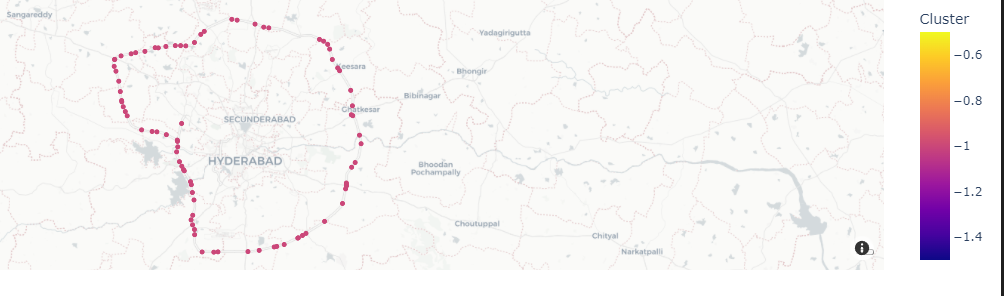 Sangareddy
Cluster
Yadagirigutta
−0.6
Keesara
Bhongir
Bibinagar
−0.8
Ghatkesar
SECUNDERABAD
−1
HYDERABAD
Bhoodan
Pochampally
−1.2
Choutuppal
Chityal
−1.4
Narkatpalli
i